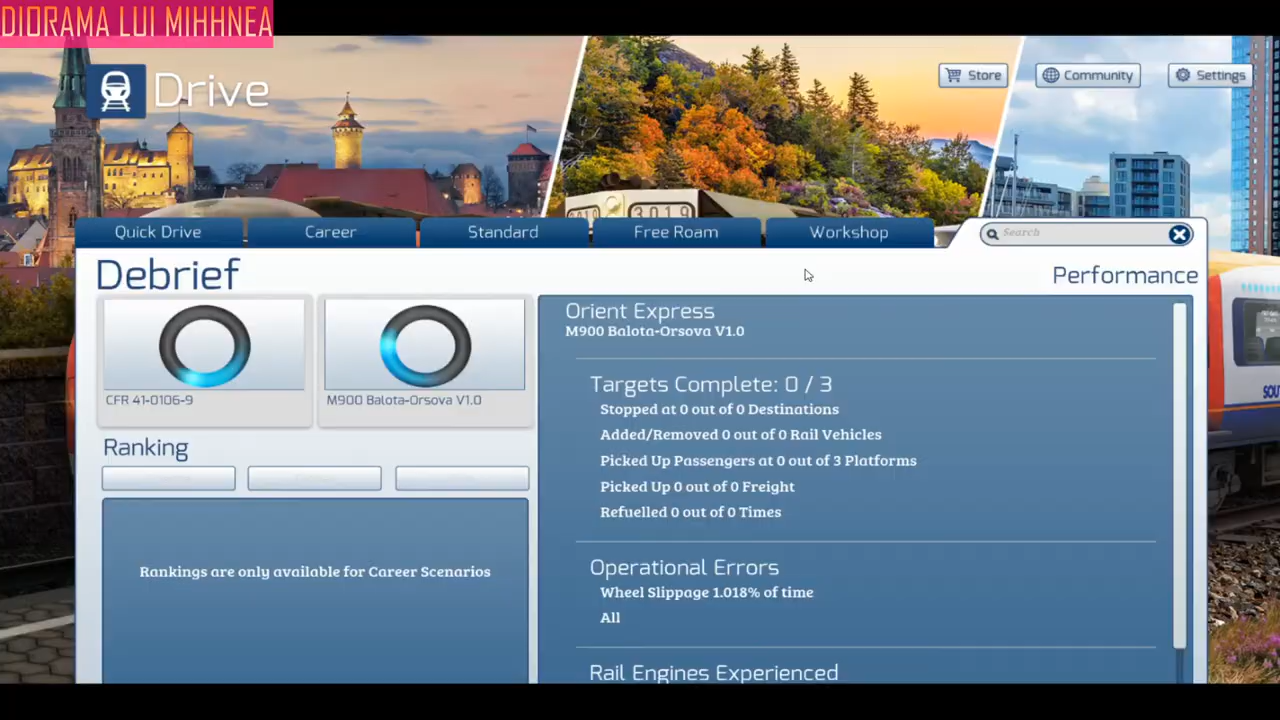 DIORAMA LUI MIHHNEA
Drive
Store
Community
Settings
3019
Quick Drive
Career
Standard
Free Roam
Workshop
Search
Debrief
Performance
CFR 41-0106-9
M900 Balota-Orsova V1.0
Ranking
Rankings are only available for Career Scenarios
Orient Express
M900 Balota-Orsova V1.0
Targets Complete: 0 / 3
Stopped at 0 out of 0 Destinations
Added/Removed 0 out of 0 Rail Vehicles
Picked Up Passengers at 0 out of 3 Platforms
Picked Up 0 out of 0 Freight
Refuelled 0 out of 0 Times
Operational Errors
Wheel Slippage 1.018% of time
All
Rail Engines Experienced